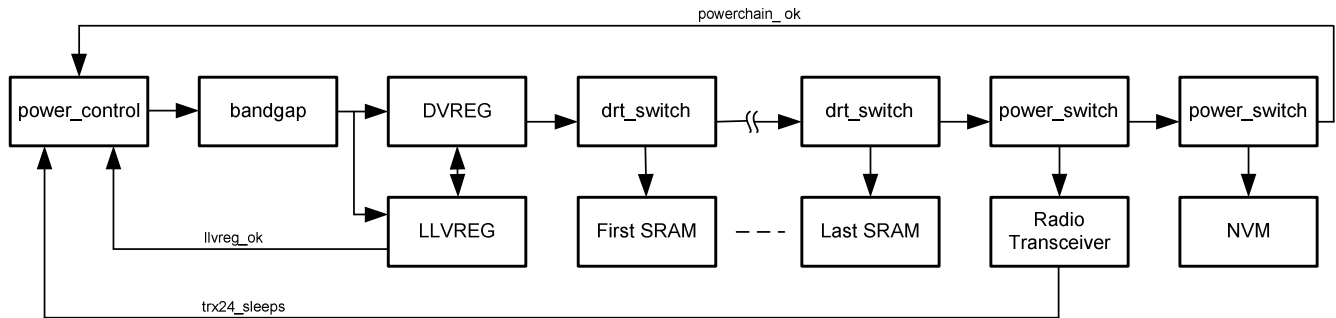 powerchain_ ok
power_control
bandgap
DVREG
drt_switch
drt_switch
power_switch
power_switch
LLVREG
First SRAM
Last SRAM
Radio
Transceiver
NVM
llvreg_ok
trx24_sleeps